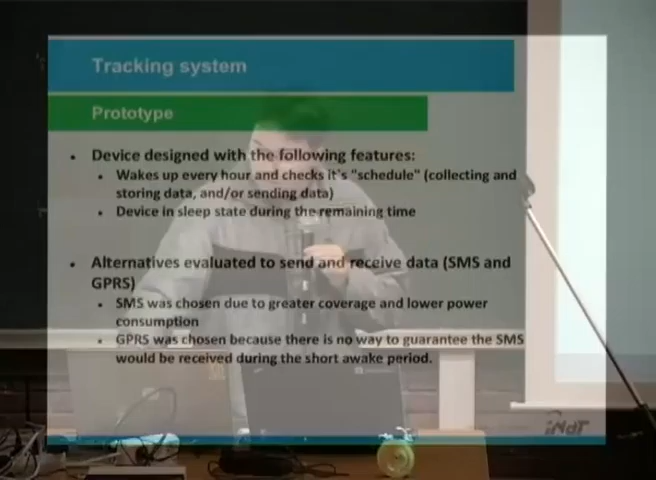 Tracking system
Prototype
• Device designed with the following features:
• Wakes up every hour and checks it's "schedule" (collecting and
storing data, and/or sending data)
• Device in sleep state during the remaining time
• Alternatives evaluated to send and receive data (SMS and
GPRS)
• SMS was chosen due to greater coverage and lower power
consumption
• GPRS was chosen because there is no way to guarantee the SMS
would be received during the short awake period.
iNdT